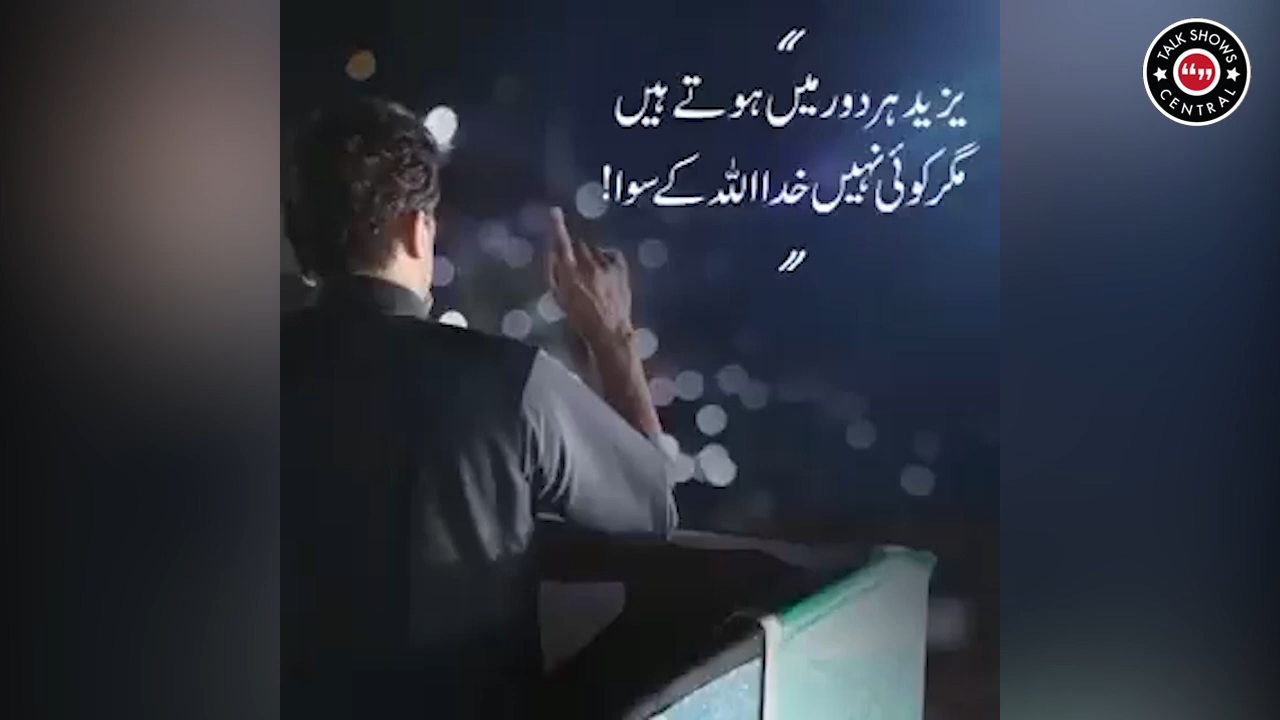 "
یزید ہر دور میں ہوتے ہیں
مگر کوئی نہیں خدا اللہ کے سوا!
"
TALK SHOWS
CENTRAL